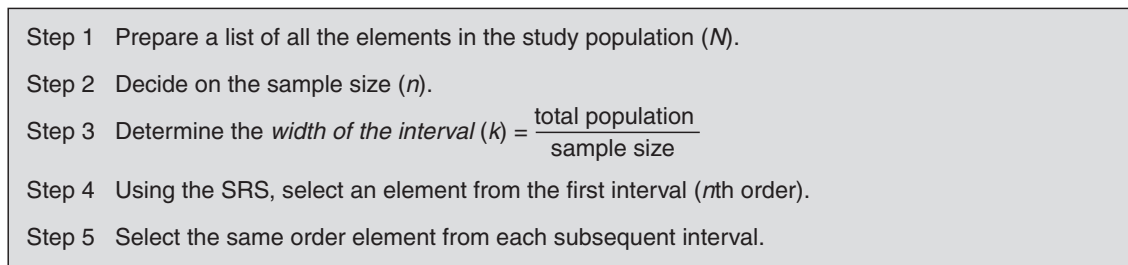 Step 1 Prepare a list of all the elements in the study population (N).
Step 2 Decide on the sample size (n).
Step 3 Determine the width of the interval (k) = total population / sample size
Step 4 Using the SRS, select an element from the first interval (nth order).
Step 5 Select the same order element from each subsequent interval.